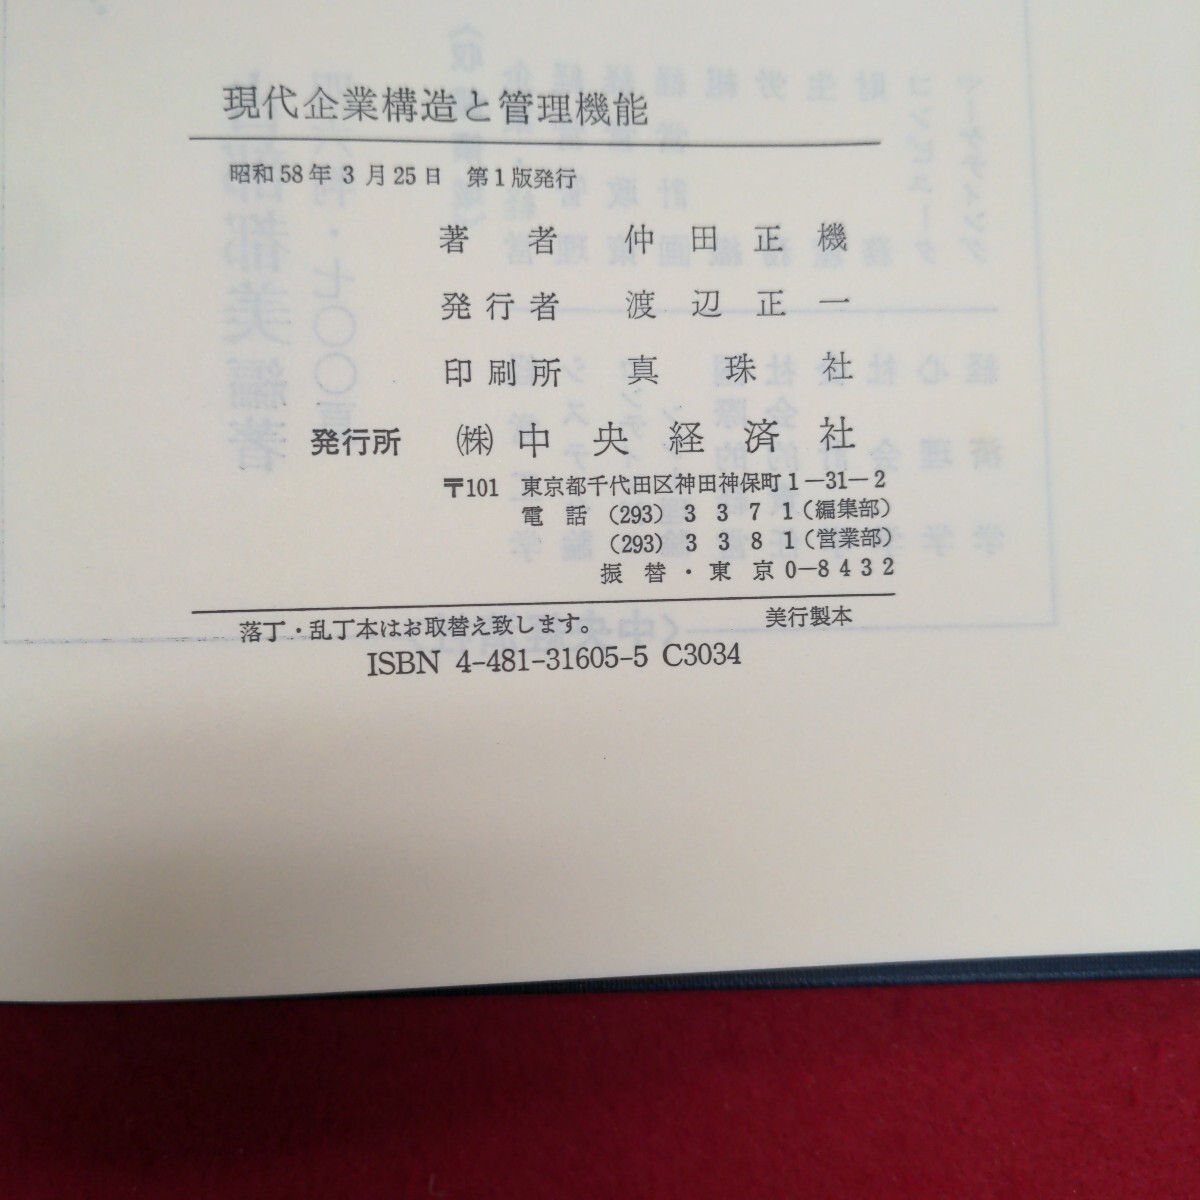 現代企業構造と管理機能
昭和58年3月25日 第1版発行
著者 仲田正機
発行者 渡辺正一
印刷所 真珠社
発行所 ㈱中央経済社
〒101 東京都千代田区神田神保町1-31-2
電話 (293) 3371 (編集部)
(293) 3381 (営業部)
振替・東京0-8432
落丁・乱丁本はお取替え致します。 美行製本
ISBN 4-481-31605-5 C3034